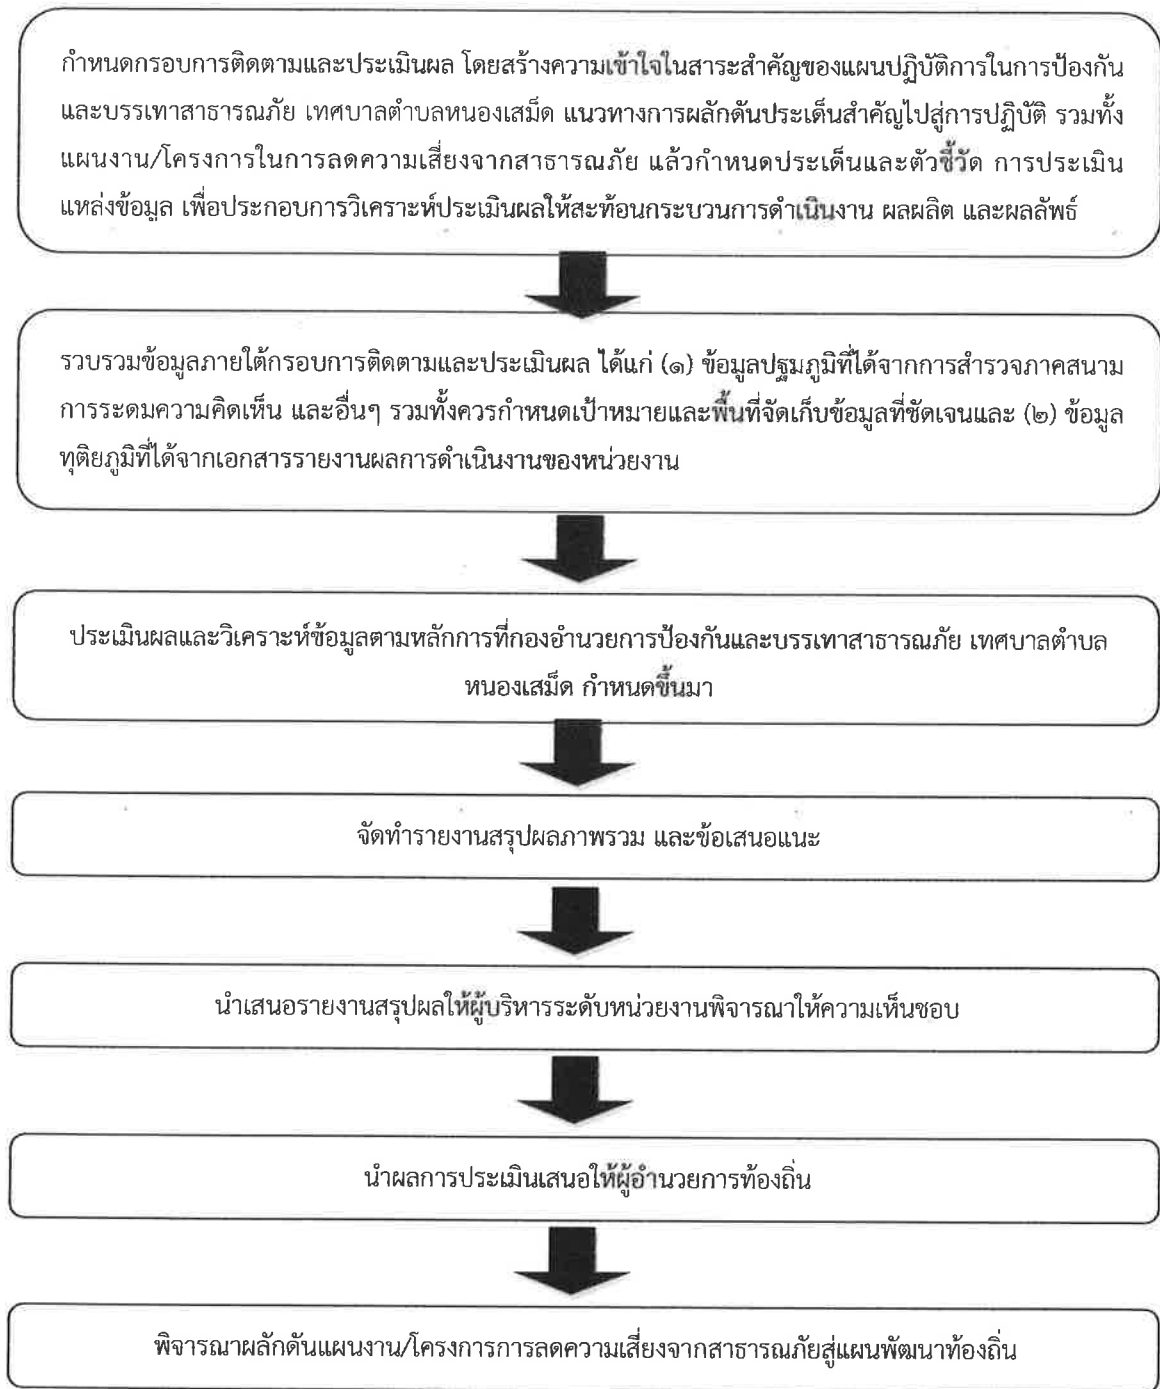 กำหนดกรอบการติดตามและประเมินผล โดยสร้างความเข้าใจในสาระสำคัญของแผนปฏิบัติการในการป้องกัน
และบรรเทาสาธารณภัย เทศบาลตำบลหนองเสม็ด แนวทางการผลักดันประเด็นสำคัญไปสู่การปฏิบัติ รวมทั้ง
แผนงาน/โครงการในการลดความเสี่ยงจากสาธารณภัย แล้วกำหนดประเด็นและตัวชี้วัด การประเมิน
แหล่งข้อมูล เพื่อประกอบการวิเคราะห์ประเมินผลให้สะท้อนกระบวนการดำเนินงาน ผลผลิต และผลลัพธ์
รวบรวมข้อมูลภายใต้กรอบการติดตามและประเมินผล ได้แก่ (๑) ข้อมูลปฐมภูมิที่ได้จากการสำรวจภาคสนาม
การระดมความคิดเห็น และอื่นๆ รวมทั้งควรกำหนดเป้าหมายและพื้นที่จัดเก็บข้อมูลที่ชัดเจนและ (๒) ข้อมูล
ทุติยภูมิที่ได้จากเอกสารรายงานผลการดำเนินงานของหน่วยงาน
ประเมินผลและวิเคราะห์ข้อมูลตามหลักการที่กองอำนวยการป้องกันและบรรเทาสาธารณภัย เทศบาลตำบล
หนองเสม็ด กำหนดขึ้นมา
จัดทำรายงานสรุปผลภาพรวม และข้อเสนอแนะ
นำเสนอรายงานสรุปผลให้ผู้บริหารระดับหน่วยงานพิจารณาให้ความเห็นชอบ
นำผลการประเมินเสนอให้ผู้อำนวยการท้องถิ่น
พิจารณาผลักดันแผนงาน/โครงการการลดความเสี่ยงจากสาธารณภัยสู่แผนพัฒนาท้องถิ่น